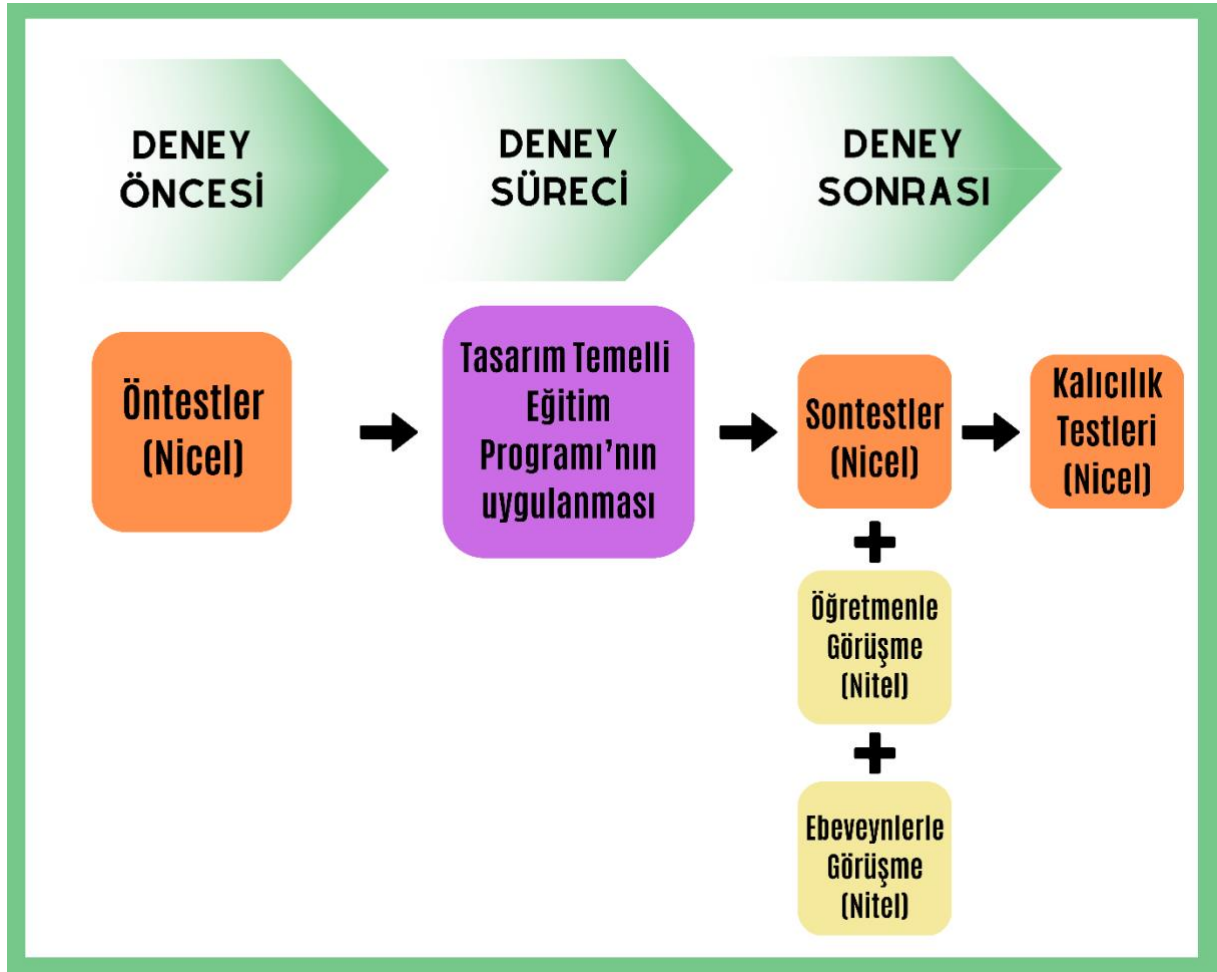 DENEY
ÖNCESİ
DENEY
SÜRECİ
DENEY
SONRASI
Öntestler
(Nicel)
Tasarım Temelli
Eğitim
Programı’nın
uygulanması
Sontestler
(Nicel)
Kalıcılık
Testleri
(Nicel)
Öğretmenle
Görüşme
(Nitel)
Ebeveynlerle
Görüşme
(Nitel)